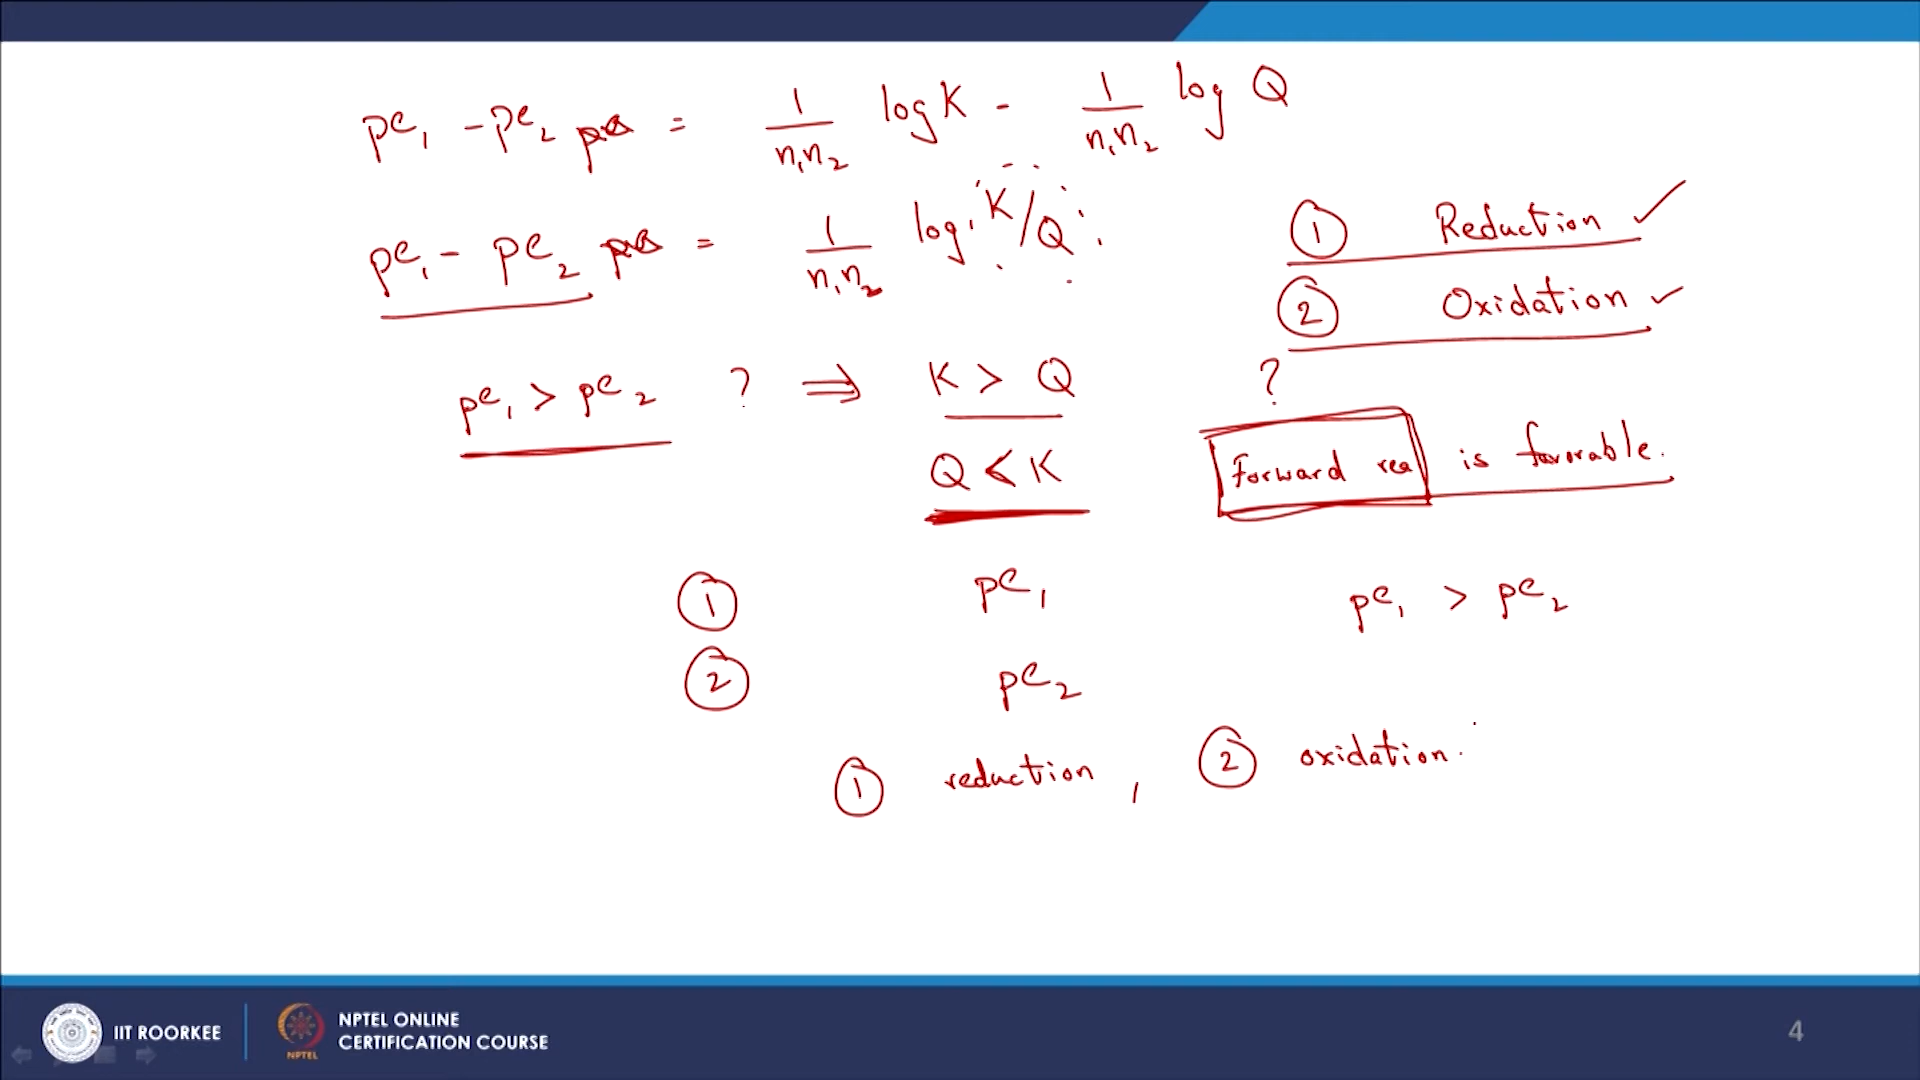 pe₁ - pe₂ = 1/n₁n₂ log K - 1/n₁n₂ log Q
pe₁ - pe₂ = 1/n₁n₂ log K/Q
① Reduction ✓
② Oxidation ✓
pe₁ > pe₂ ? ⇒ K > Q ?
Q < K Forward rea is favorable.
① pe₁ pe₁ > pe₂
② pe₂
① reduction , ② oxidation.
IIT ROORKEE
NPTEL
NPTEL ONLINE
CERTIFICATION COURSE
4